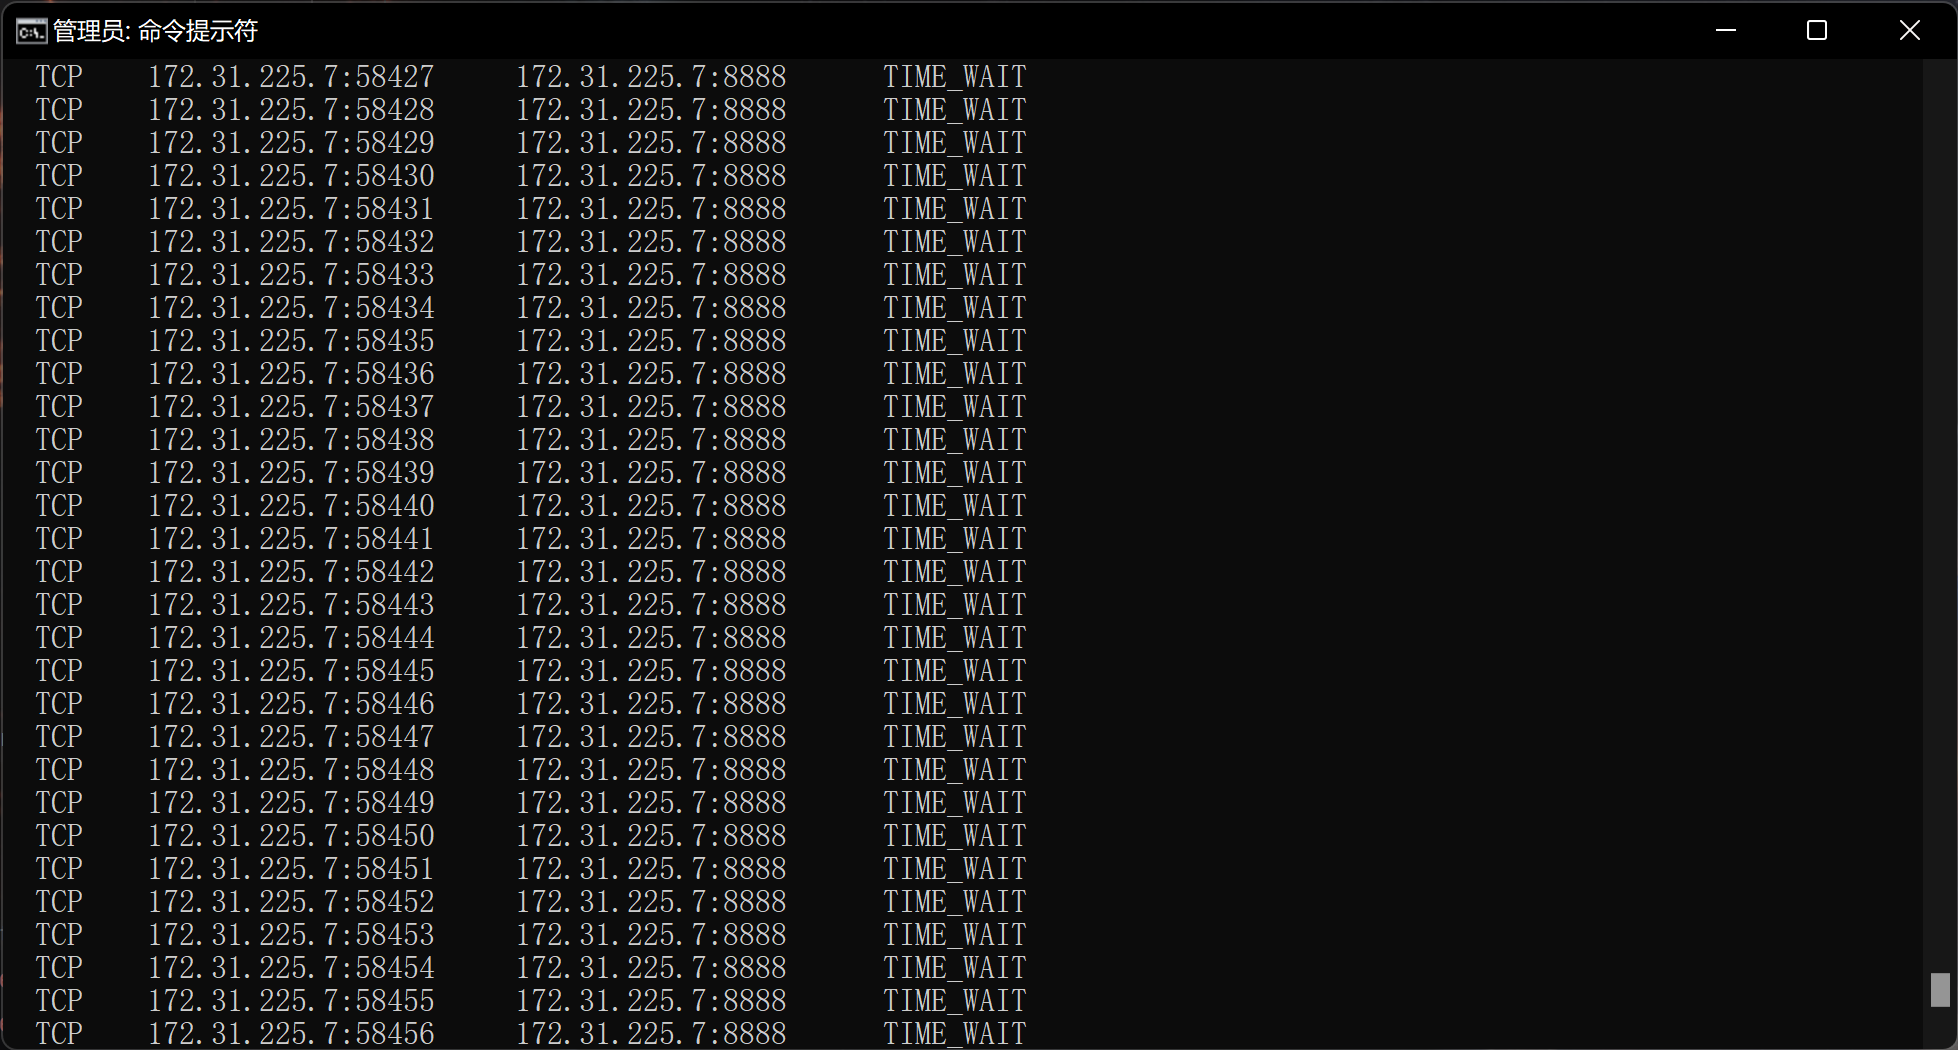 管理员: 命令提示符
TCP 172.31.225.7:58427 172.31.225.7:8888 TIME_WAIT
TCP 172.31.225.7:58428 172.31.225.7:8888 TIME_WAIT
TCP 172.31.225.7:58429 172.31.225.7:8888 TIME_WAIT
TCP 172.31.225.7:58430 172.31.225.7:8888 TIME_WAIT
TCP 172.31.225.7:58431 172.31.225.7:8888 TIME_WAIT
TCP 172.31.225.7:58432 172.31.225.7:8888 TIME_WAIT
TCP 172.31.225.7:58433 172.31.225.7:8888 TIME_WAIT
TCP 172.31.225.7:58434 172.31.225.7:8888 TIME_WAIT
TCP 172.31.225.7:58435 172.31.225.7:8888 TIME_WAIT
TCP 172.31.225.7:58436 172.31.225.7:8888 TIME_WAIT
TCP 172.31.225.7:58437 172.31.225.7:8888 TIME_WAIT
TCP 172.31.225.7:58438 172.31.225.7:8888 TIME_WAIT
TCP 172.31.225.7:58439 172.31.225.7:8888 TIME_WAIT
TCP 172.31.225.7:58440 172.31.225.7:8888 TIME_WAIT
TCP 172.31.225.7:58441 172.31.225.7:8888 TIME_WAIT
TCP 172.31.225.7:58442 172.31.225.7:8888 TIME_WAIT
TCP 172.31.225.7:58443 172.31.225.7:8888 TIME_WAIT
TCP 172.31.225.7:58444 172.31.225.7:8888 TIME_WAIT
TCP 172.31.225.7:58445 172.31.225.7:8888 TIME_WAIT
TCP 172.31.225.7:58446 172.31.225.7:8888 TIME_WAIT
TCP 172.31.225.7:58447 172.31.225.7:8888 TIME_WAIT
TCP 172.31.225.7:58448 172.31.225.7:8888 TIME_WAIT
TCP 172.31.225.7:58449 172.31.225.7:8888 TIME_WAIT
TCP 172.31.225.7:58450 172.31.225.7:8888 TIME_WAIT
TCP 172.31.225.7:58451 172.31.225.7:8888 TIME_WAIT
TCP 172.31.225.7:58452 172.31.225.7:8888 TIME_WAIT
TCP 172.31.225.7:58453 172.31.225.7:8888 TIME_WAIT
TCP 172.31.225.7:58454 172.31.225.7:8888 TIME_WAIT
TCP 172.31.225.7:58455 172.31.225.7:8888 TIME_WAIT
TCP 172.31.225.7:58456 172.31.225.7:8888 TIME_WAIT